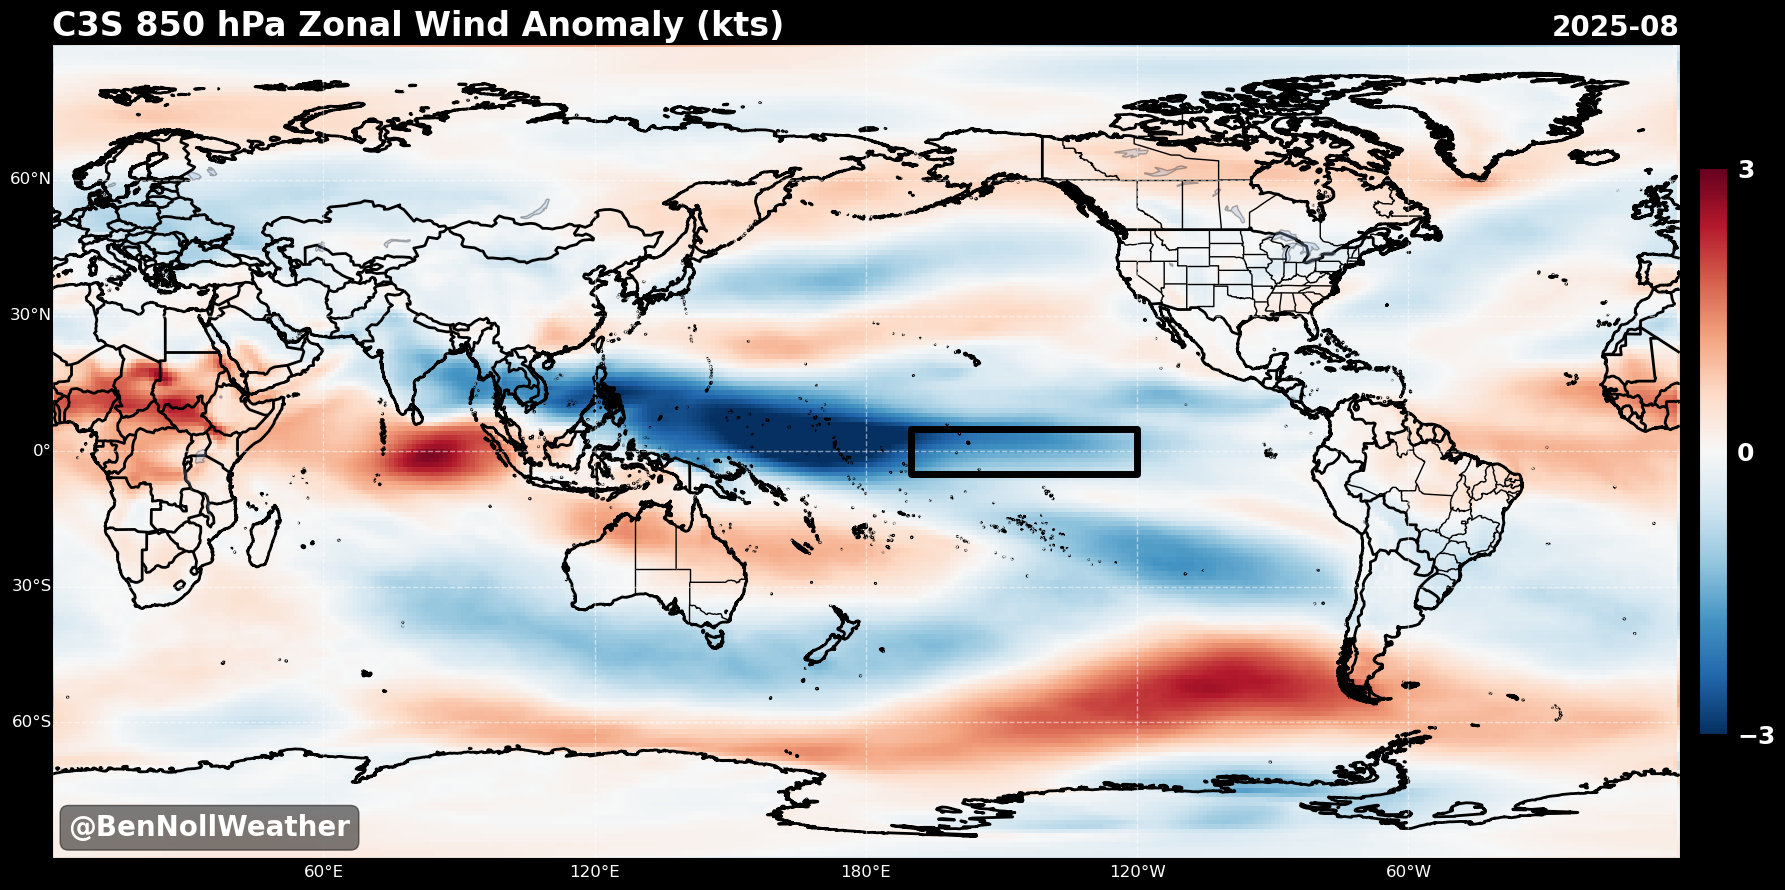 C3S 850 hPa Zonal Wind Anomaly (kts)
2025-08
60°N
30°N
0°
30°S
60°S
60°E
120°E
180°E
120°W
60°W
3
0
−3
@BenNollWeather